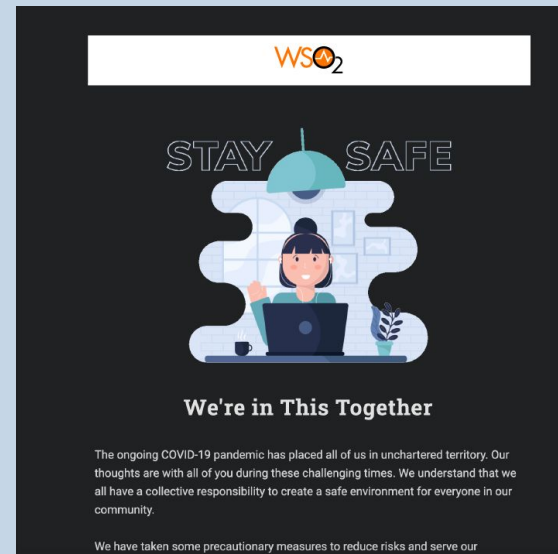 WSO2
STAY SAFE
We're in This Together
The ongoing COVID-19 pandemic has placed all of us in unchartered territory. Our
thoughts are with all of you during these challenging times. We understand that we
all have a collective responsibility to create a safe environment for everyone in our
community.
We have taken some precautionary measures to reduce risks and serve our